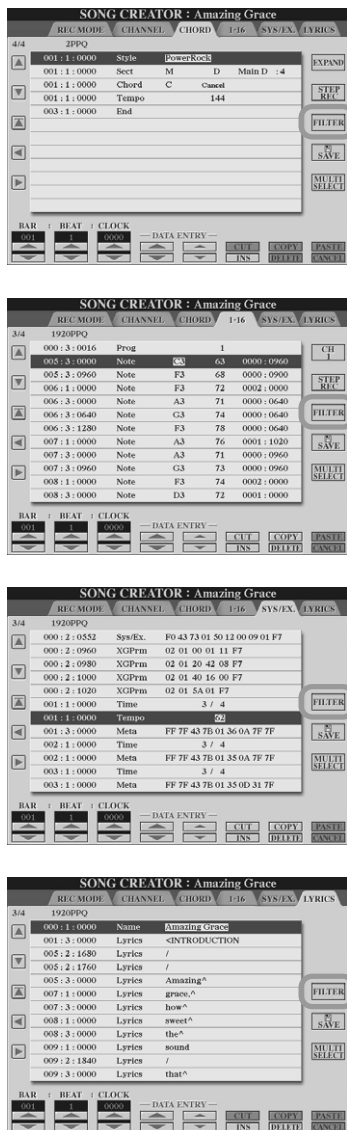 SONG CREATOR : Amazing Grace
REC MODE CHANNEL CHORD 1-16 SYS/EX. LYRICS
4/4 2PPQ
001 : 1 : 0000 Style PowerRock EXPAND
001 : 1 : 0000 Sect M D Main D : 4
001 : 1 : 0000 Chord C Cancel STEP REC
001 : 1 : 0000 Tempo 144
003 : 1 : 0000 End
FILTER
SAVE
MULTI SELECT
BAR : BEAT : CLOCK
001 1 0000 — DATA ENTRY —
CUT COPY PASTE
INS DELETE CANCEL
SONG CREATOR : Amazing Grace
REC MODE CHANNEL CHORD 1-16 SYS/EX. LYRICS
3/4 1920PPQ
000 : 3 : 0016 Prog 1 CH 1
005 : 3 : 0000 Note C3 63 0000 : 0960
005 : 3 : 0960 Note F3 68 0000 : 0900 STEP REC
006 : 1 : 0000 Note F3 72 0002 : 0000
006 : 3 : 0000 Note A3 71 0000 : 0640
006 : 3 : 0640 Note G3 74 0000 : 0640 FILTER
006 : 3 : 1280 Note F3 78 0000 : 0640
007 : 1 : 0000 Note A3 76 0001 : 1020 SAVE
007 : 3 : 0000 Note A3 71 0000 : 0960
007 : 3 : 0960 Note G3 73 0000 : 0960 MULTI SELECT
008 : 1 : 0000 Note F3 74 0002 : 0000
008 : 3 : 0000 Note D3 72 0001 : 0000
BAR : BEAT : CLOCK
001 1 0000 — DATA ENTRY —
CUT COPY PASTE
INS DELETE CANCEL
SONG CREATOR : Amazing Grace
REC MODE CHANNEL CHORD 1-16 SYS/EX. LYRICS
3/4 1920PPQ
000 : 2 : 0552 Sys/Ex. F0 43 73 01 50 12 00 09 01 F7
000 : 2 : 0960 XGPrm 02 01 00 01 11 F7
000 : 2 : 0980 XGPrm 02 01 20 42 08 F7
000 : 2 : 1000 XGPrm 02 01 40 16 00 F7
000 : 2 : 1020 XGPrm 02 01 5A 01 F7
001 : 1 : 0000 Time 3 / 4 FILTER
001 : 1 : 0000 Tempo 62
001 : 3 : 0000 Meta FF 7F 43 7B 01 36 0A 7F 7F SAVE
002 : 1 : 0000 Time 3 / 4
002 : 1 : 0000 Meta FF 7F 43 7B 01 35 0A 7F 7F MULTI SELECT
003 : 1 : 0000 Time 3 / 4
003 : 1 : 0000 Meta FF 7F 43 7B 01 35 0D 31 7F
BAR : BEAT : CLOCK
001 1 0000 — DATA ENTRY —
CUT COPY PASTE
INS DELETE CANCEL
SONG CREATOR : Amazing Grace
REC MODE CHANNEL CHORD 1-16 SYS/EX. LYRICS
3/4 1920PPQ
000 : 1 : 0000 Name Amazing Grace
001 : 3 : 0000 Lyrics <INTRODUCTION
005 : 2 : 1680 Lyrics /
005 : 2 : 1760 Lyrics /
005 : 3 : 0000 Lyrics Amazing^
007 : 1 : 0000 Lyrics grace,^ FILTER
007 : 3 : 0000 Lyrics how^
008 : 1 : 0000 Lyrics sweet^ SAVE
008 : 3 : 0000 Lyrics the^
009 : 1 : 0000 Lyrics sound MULTI SELECT
009 : 2 : 1840 Lyrics /
009 : 3 : 0000 Lyrics that^
BAR : BEAT : CLOCK
001 1 0000 — DATA ENTRY —
CUT COPY PASTE
INS DELETE CANCEL